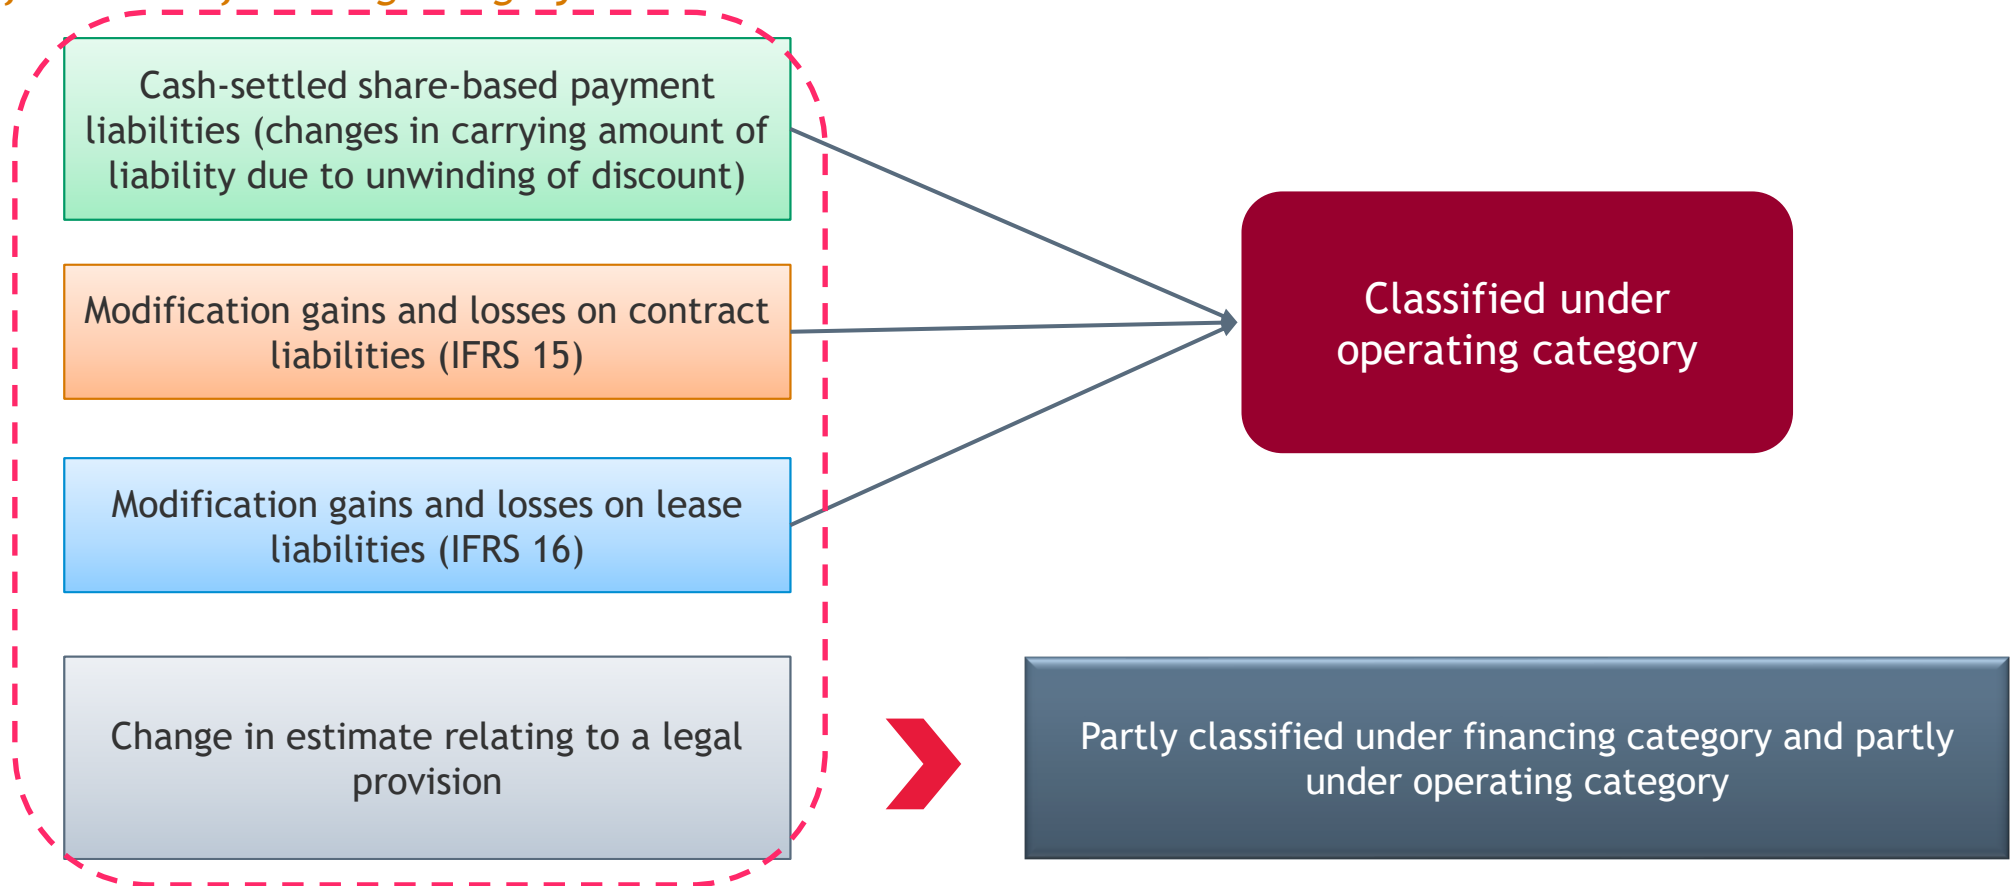 Cash-settled share-based payment
liabilities (changes in carrying amount of
liability due to unwinding of discount)
Modification gains and losses on contract
liabilities (IFRS 15)
Modification gains and losses on lease
liabilities (IFRS 16)
Classified under
operating category
Change in estimate relating to a legal
provision
Partly classified under financing category and partly
under operating category